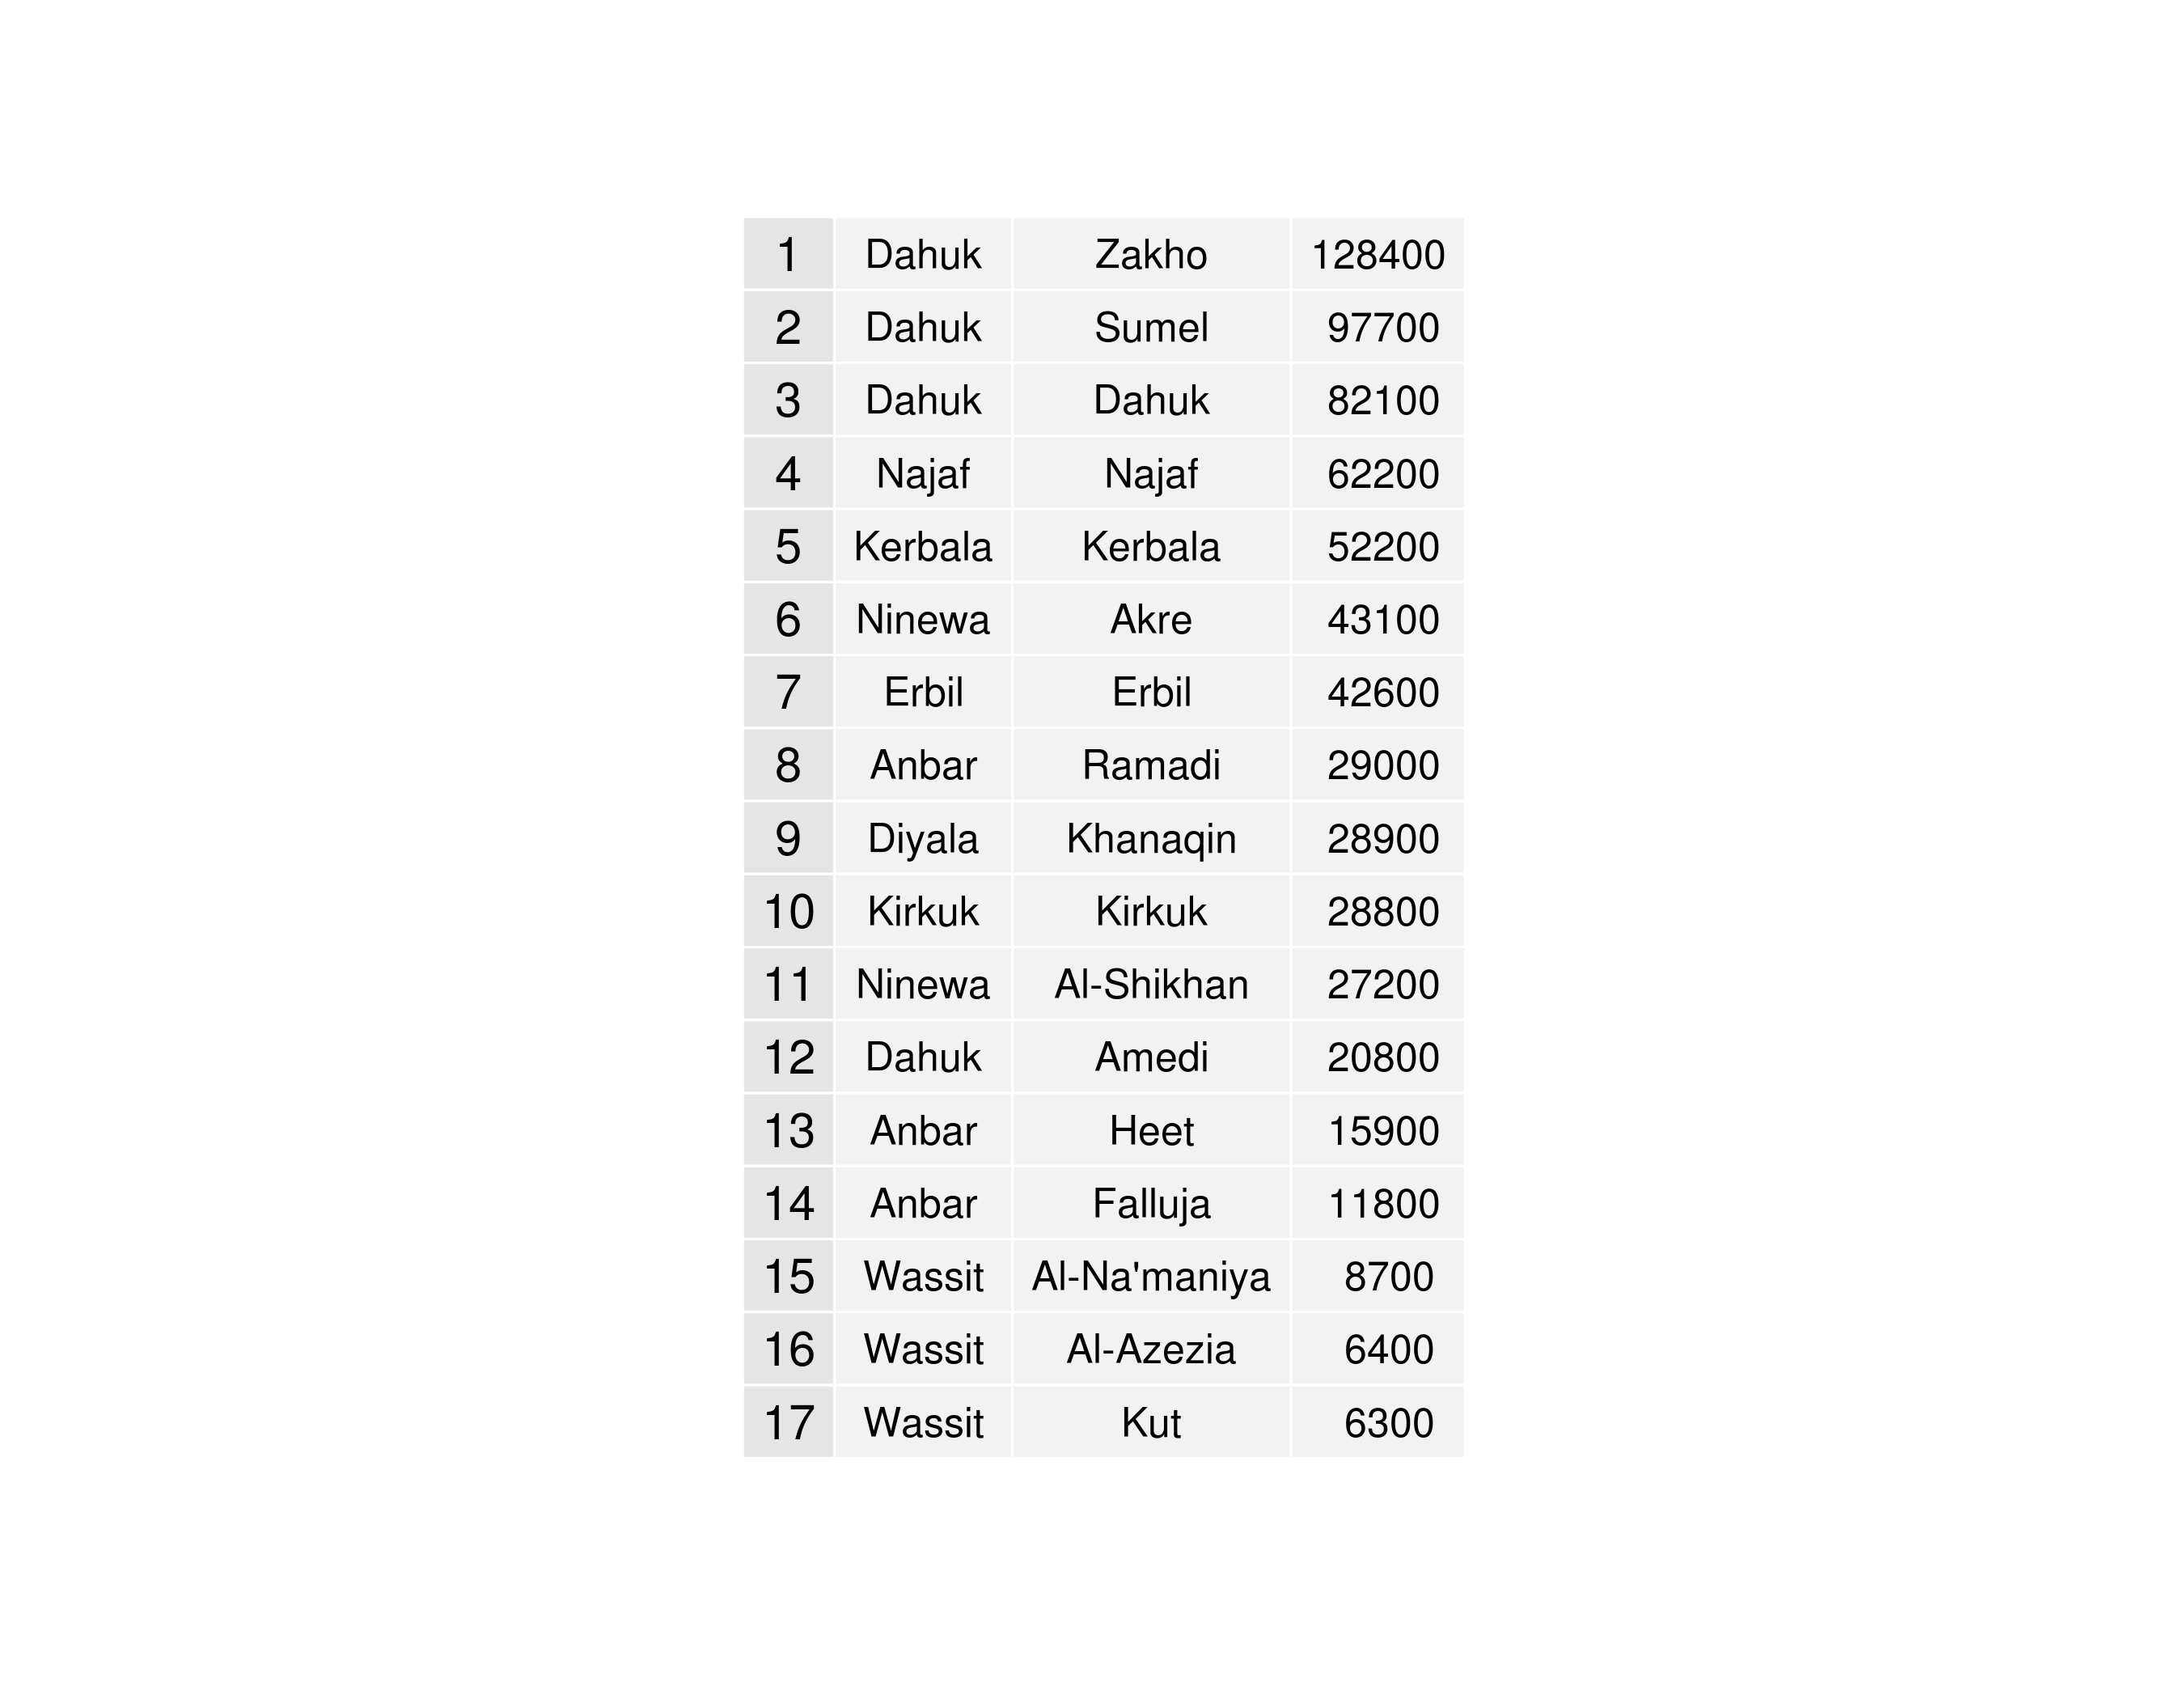 1 Dahuk Zakho 128400
2 Dahuk Sumel 97700
3 Dahuk Dahuk 82100
4 Najaf Najaf 62200
5 Kerbala Kerbala 52200
6 Ninewa Akre 43100
7 Erbil Erbil 42600
8 Anbar Ramadi 29000
9 Diyala Khanaqin 28900
10 Kirkuk Kirkuk 28800
11 Ninewa Al-Shikhan 27200
12 Dahuk Amedi 20800
13 Anbar Heet 15900
14 Anbar Falluja 11800
15 Wassit Al-Na'maniya 8700
16 Wassit Al-Azezia 6400
17 Wassit Kut 6300